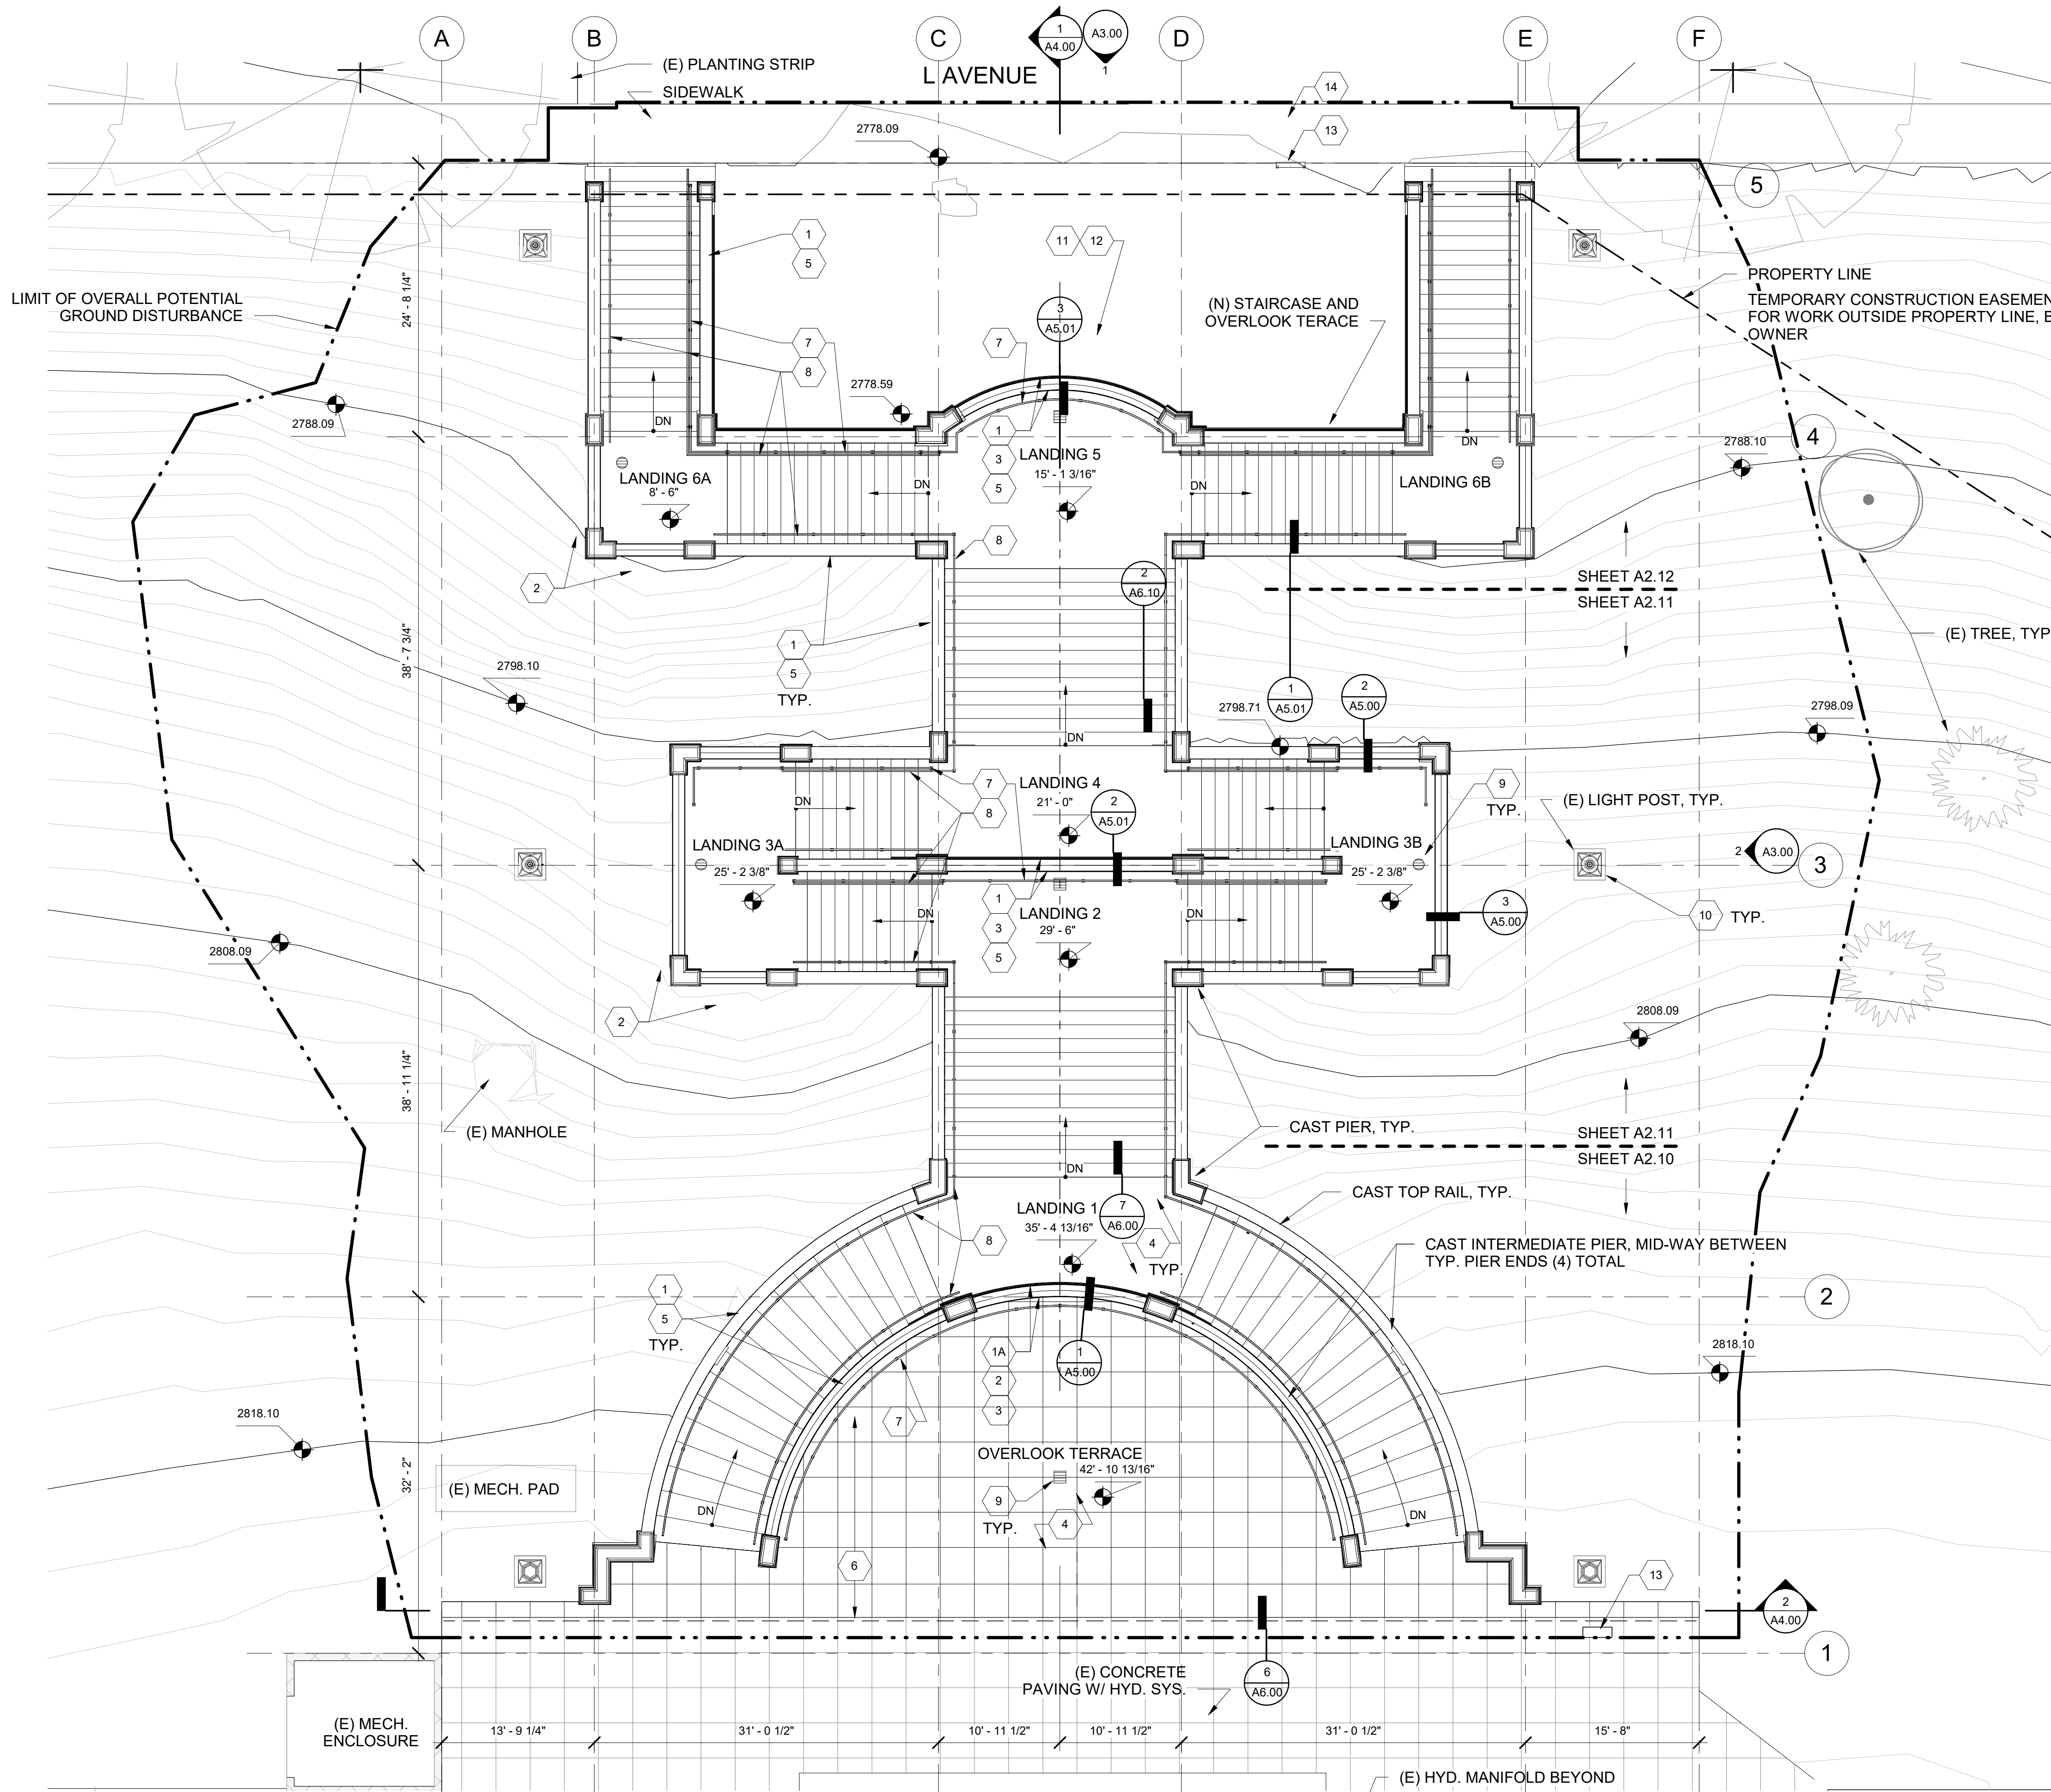 A
B
C
D
E
F
1
A4.00
A3.00
1
L AVENUE
(E) PLANTING STRIP
SIDEWALK
14
13
2778.09
5
1
5
11
12
PROPERTY LINE
TEMPORARY CONSTRUCTION EASEMEN
FOR WORK OUTSIDE PROPERTY LINE, B
OWNER
LIMIT OF OVERALL POTENTIAL
GROUND DISTURBANCE
24' - 8 1/4"
(N) STAIRCASE AND
OVERLOOK TERACE
3
A5.01
7
8
7
2778.59
2788.09
DN
DN
1
3
5
LANDING 5
15' - 1 3/16"
4
2788.10
LANDING 6A
8' - 6"
DN
DN
LANDING 6B
8
2
2
A6.10
SHEET A2.12
SHEET A2.11
38' - 7 3/4"
1
5
TYP.
(E) TREE, TYP
2798.10
1
A5.01
2
A5.00
2798.71
2798.09
DN
7
8
LANDING 4
21' - 0"
2
A5.01
DN
9
TYP.
(E) LIGHT POST, TYP.
LANDING 3A
25' - 2 3/8"
LANDING 3B
25' - 2 3/8"
2
A3.00
3
1
3
5
LANDING 2
29' - 6"
DN
DN
3
A5.00
10
TYP.
2808.09
2
2808.09
38' - 11 1/4"
(E) MANHOLE
CAST PIER, TYP.
SHEET A2.11
SHEET A2.10
DN
LANDING 1
35' - 4 13/16"
7
A6.00
CAST TOP RAIL, TYP.
8
4
TYP.
CAST INTERMEDIATE PIER, MID-WAY BETWEEN
TYP. PIER ENDS (4) TOTAL
1
5
TYP.
2
1A
2
3
1
A5.00
2818.10
2818.10
7
32' - 2"
OVERLOOK TERRACE
42' - 10 13/16"
(E) MECH. PAD
DN
DN
9
TYP.
4
6
13
2
A4.00
1
(E) CONCRETE
PAVING W/ HYD. SYS.
6
A6.00
(E) MECH.
ENCLOSURE
13' - 9 1/4"
31' - 0 1/2"
10' - 11 1/2"
10' - 11 1/2"
31' - 0 1/2"
15' - 8"
(E) HYD. MANIFOLD BEYOND